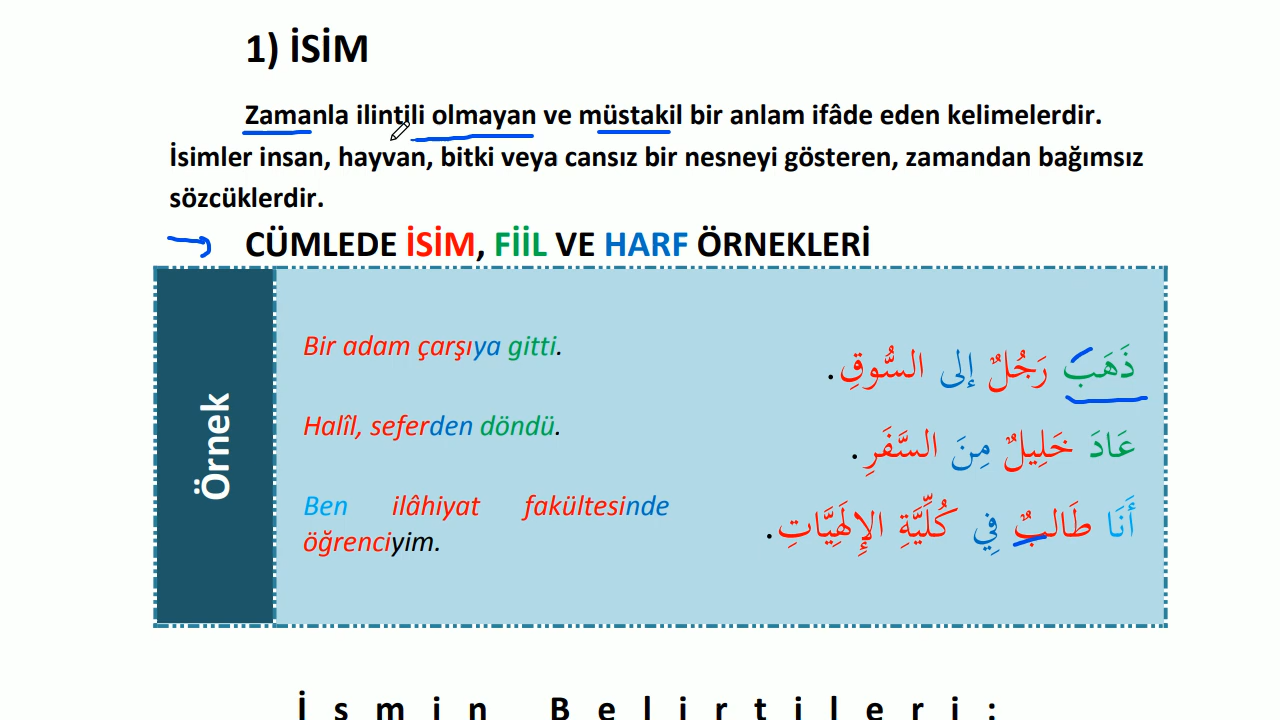 1) İSİM
Zamanla ilintili olmayan ve müstakil bir anlam ifâde eden kelimelerdir.
İsimler insan, hayvan, bitki veya cansız bir nesneyi gösteren, zamandan bağımsız
sözcüklerdir.
CÜMLEDE İSİM, FİİL VE HARF ÖRNEKLERİ
Örnek
Bir adam çarşıya gitti.
ذَهَبَ رَجُلٌ إلى السُّوقِ.
Halîl, seferden döndü.
عَادَ خَلِيلٌ مِنَ السَّفَرِ.
Ben ilâhiyat fakültesinde
öğrenciyim.
أَنَا طَالبٌ فِي كُلِّيَّةِ الإِلَهِيَّاتِ.
İsmin Belirtileri: